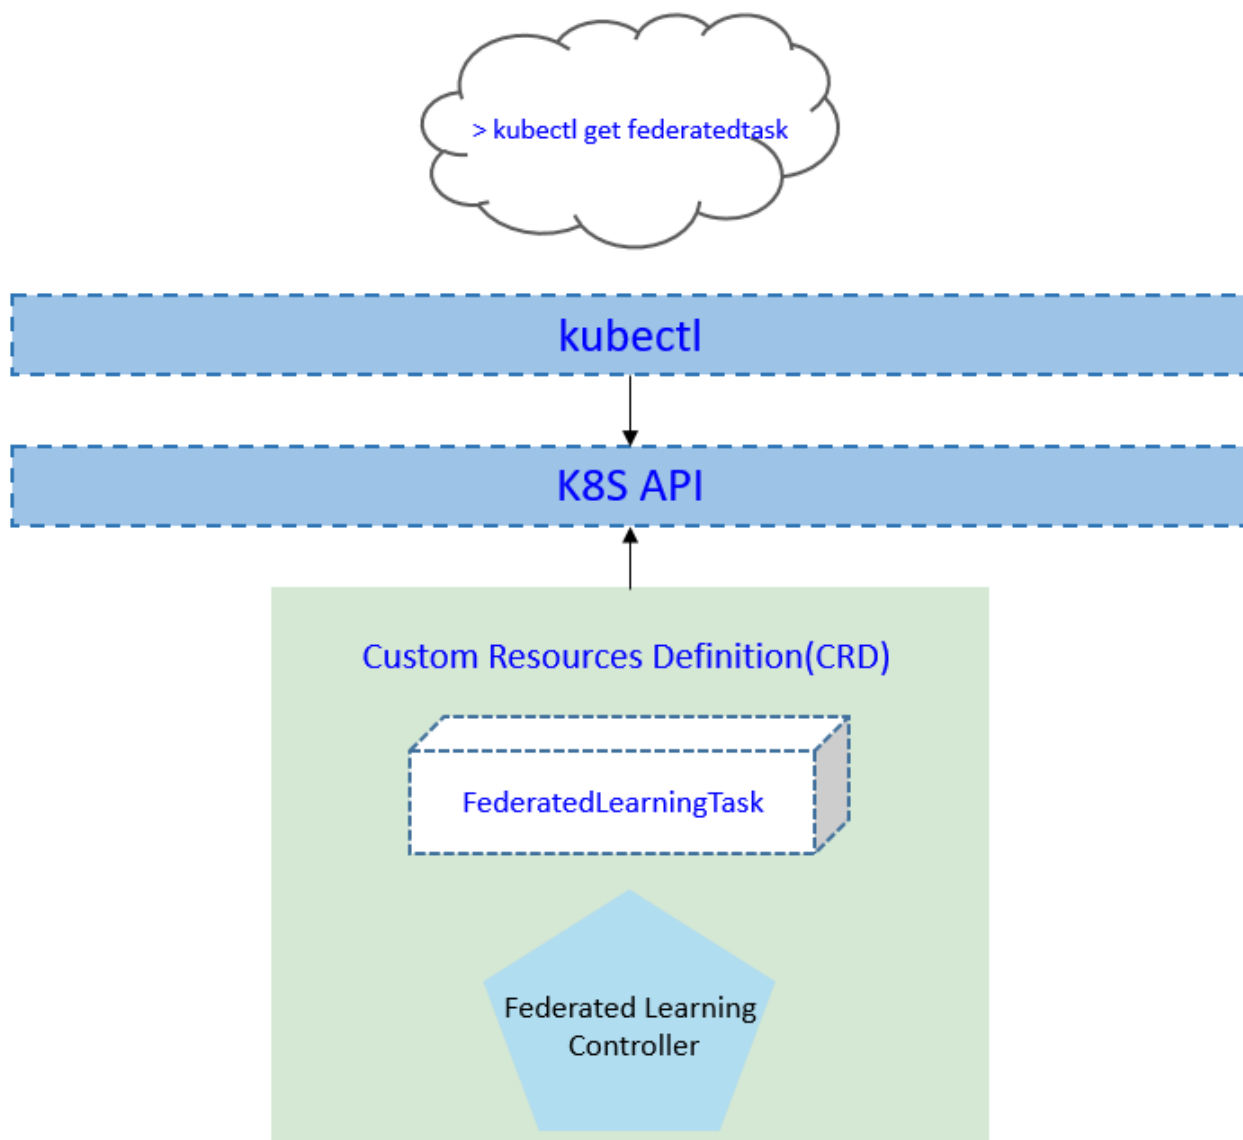 > kubectl get federatedtask
kubectl
K8S API
Custom Resources Definition(CRD)
FederatedLearningTask
Federated Learning
Controller